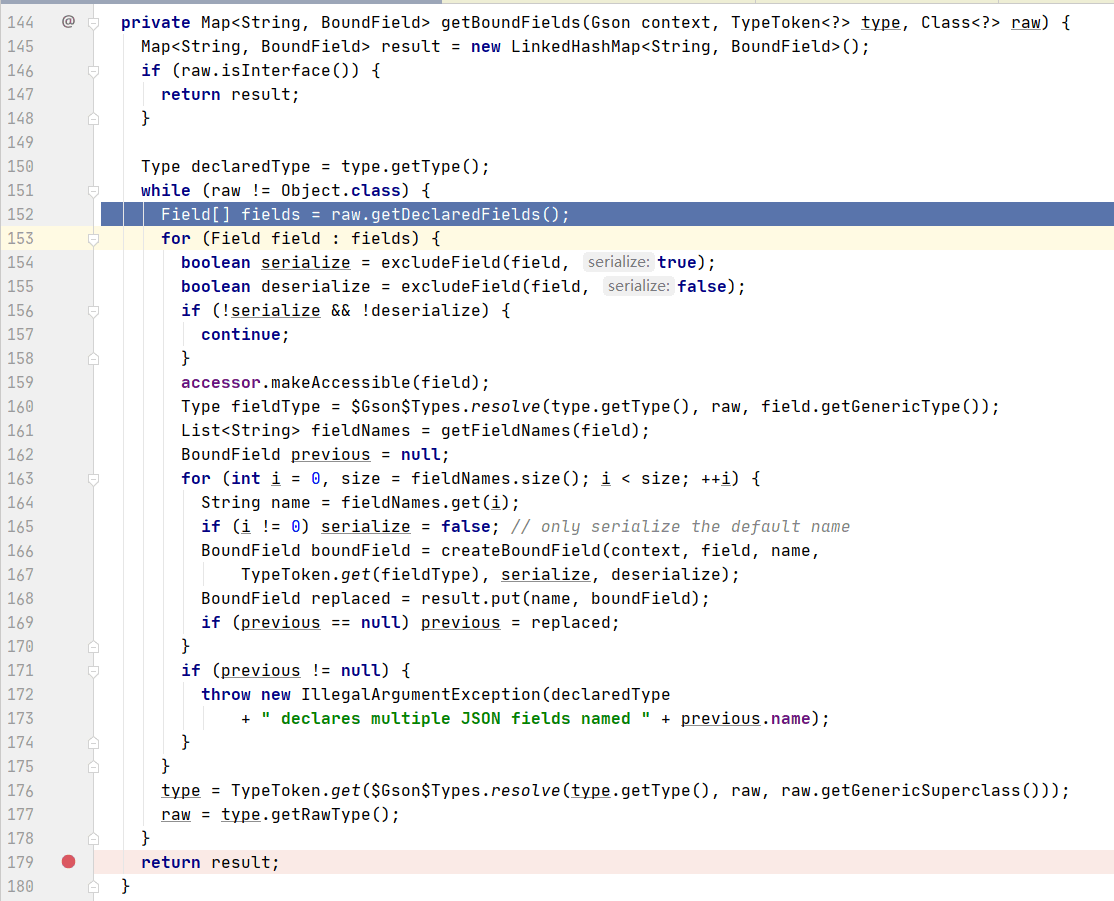 144 @ private Map<String, BoundField> getBoundFields(Gson context, TypeToken<?> type, Class<?> raw) {
145 Map<String, BoundField> result = new LinkedHashMap<String, BoundField>();
146 if (raw.isInterface()) {
147 return result;
148 }
149
150 Type declaredType = type.getType();
151 while (raw != Object.class) {
152 Field[] fields = raw.getDeclaredFields();
153 for (Field field : fields) {
154 boolean serialize = excludeField(field, serialize: true);
155 boolean deserialize = excludeField(field, serialize: false);
156 if (!serialize && !deserialize) {
157 continue;
158 }
159 accessor.makeAccessible(field);
160 Type fieldType = $Gson$Types.resolve(type.getType(), raw, field.getGenericType());
161 List<String> fieldNames = getFieldNames(field);
162 BoundField previous = null;
163 for (int i = 0, size = fieldNames.size(); i < size; ++i) {
164 String name = fieldNames.get(i);
165 if (i != 0) serialize = false; // only serialize the default name
166 BoundField boundField = createBoundField(context, field, name,
167 TypeToken.get(fieldType), serialize, deserialize);
168 BoundField replaced = result.put(name, boundField);
169 if (previous == null) previous = replaced;
170 }
171 if (previous != null) {
172 throw new IllegalArgumentException(declaredType
173 + " declares multiple JSON fields named " + previous.name);
174 }
175 }
176 type = TypeToken.get($Gson$Types.resolve(type.getType(), raw, raw.getGenericSuperclass()));
177 raw = type.getRawType();
178 }
179 return result;
180 }